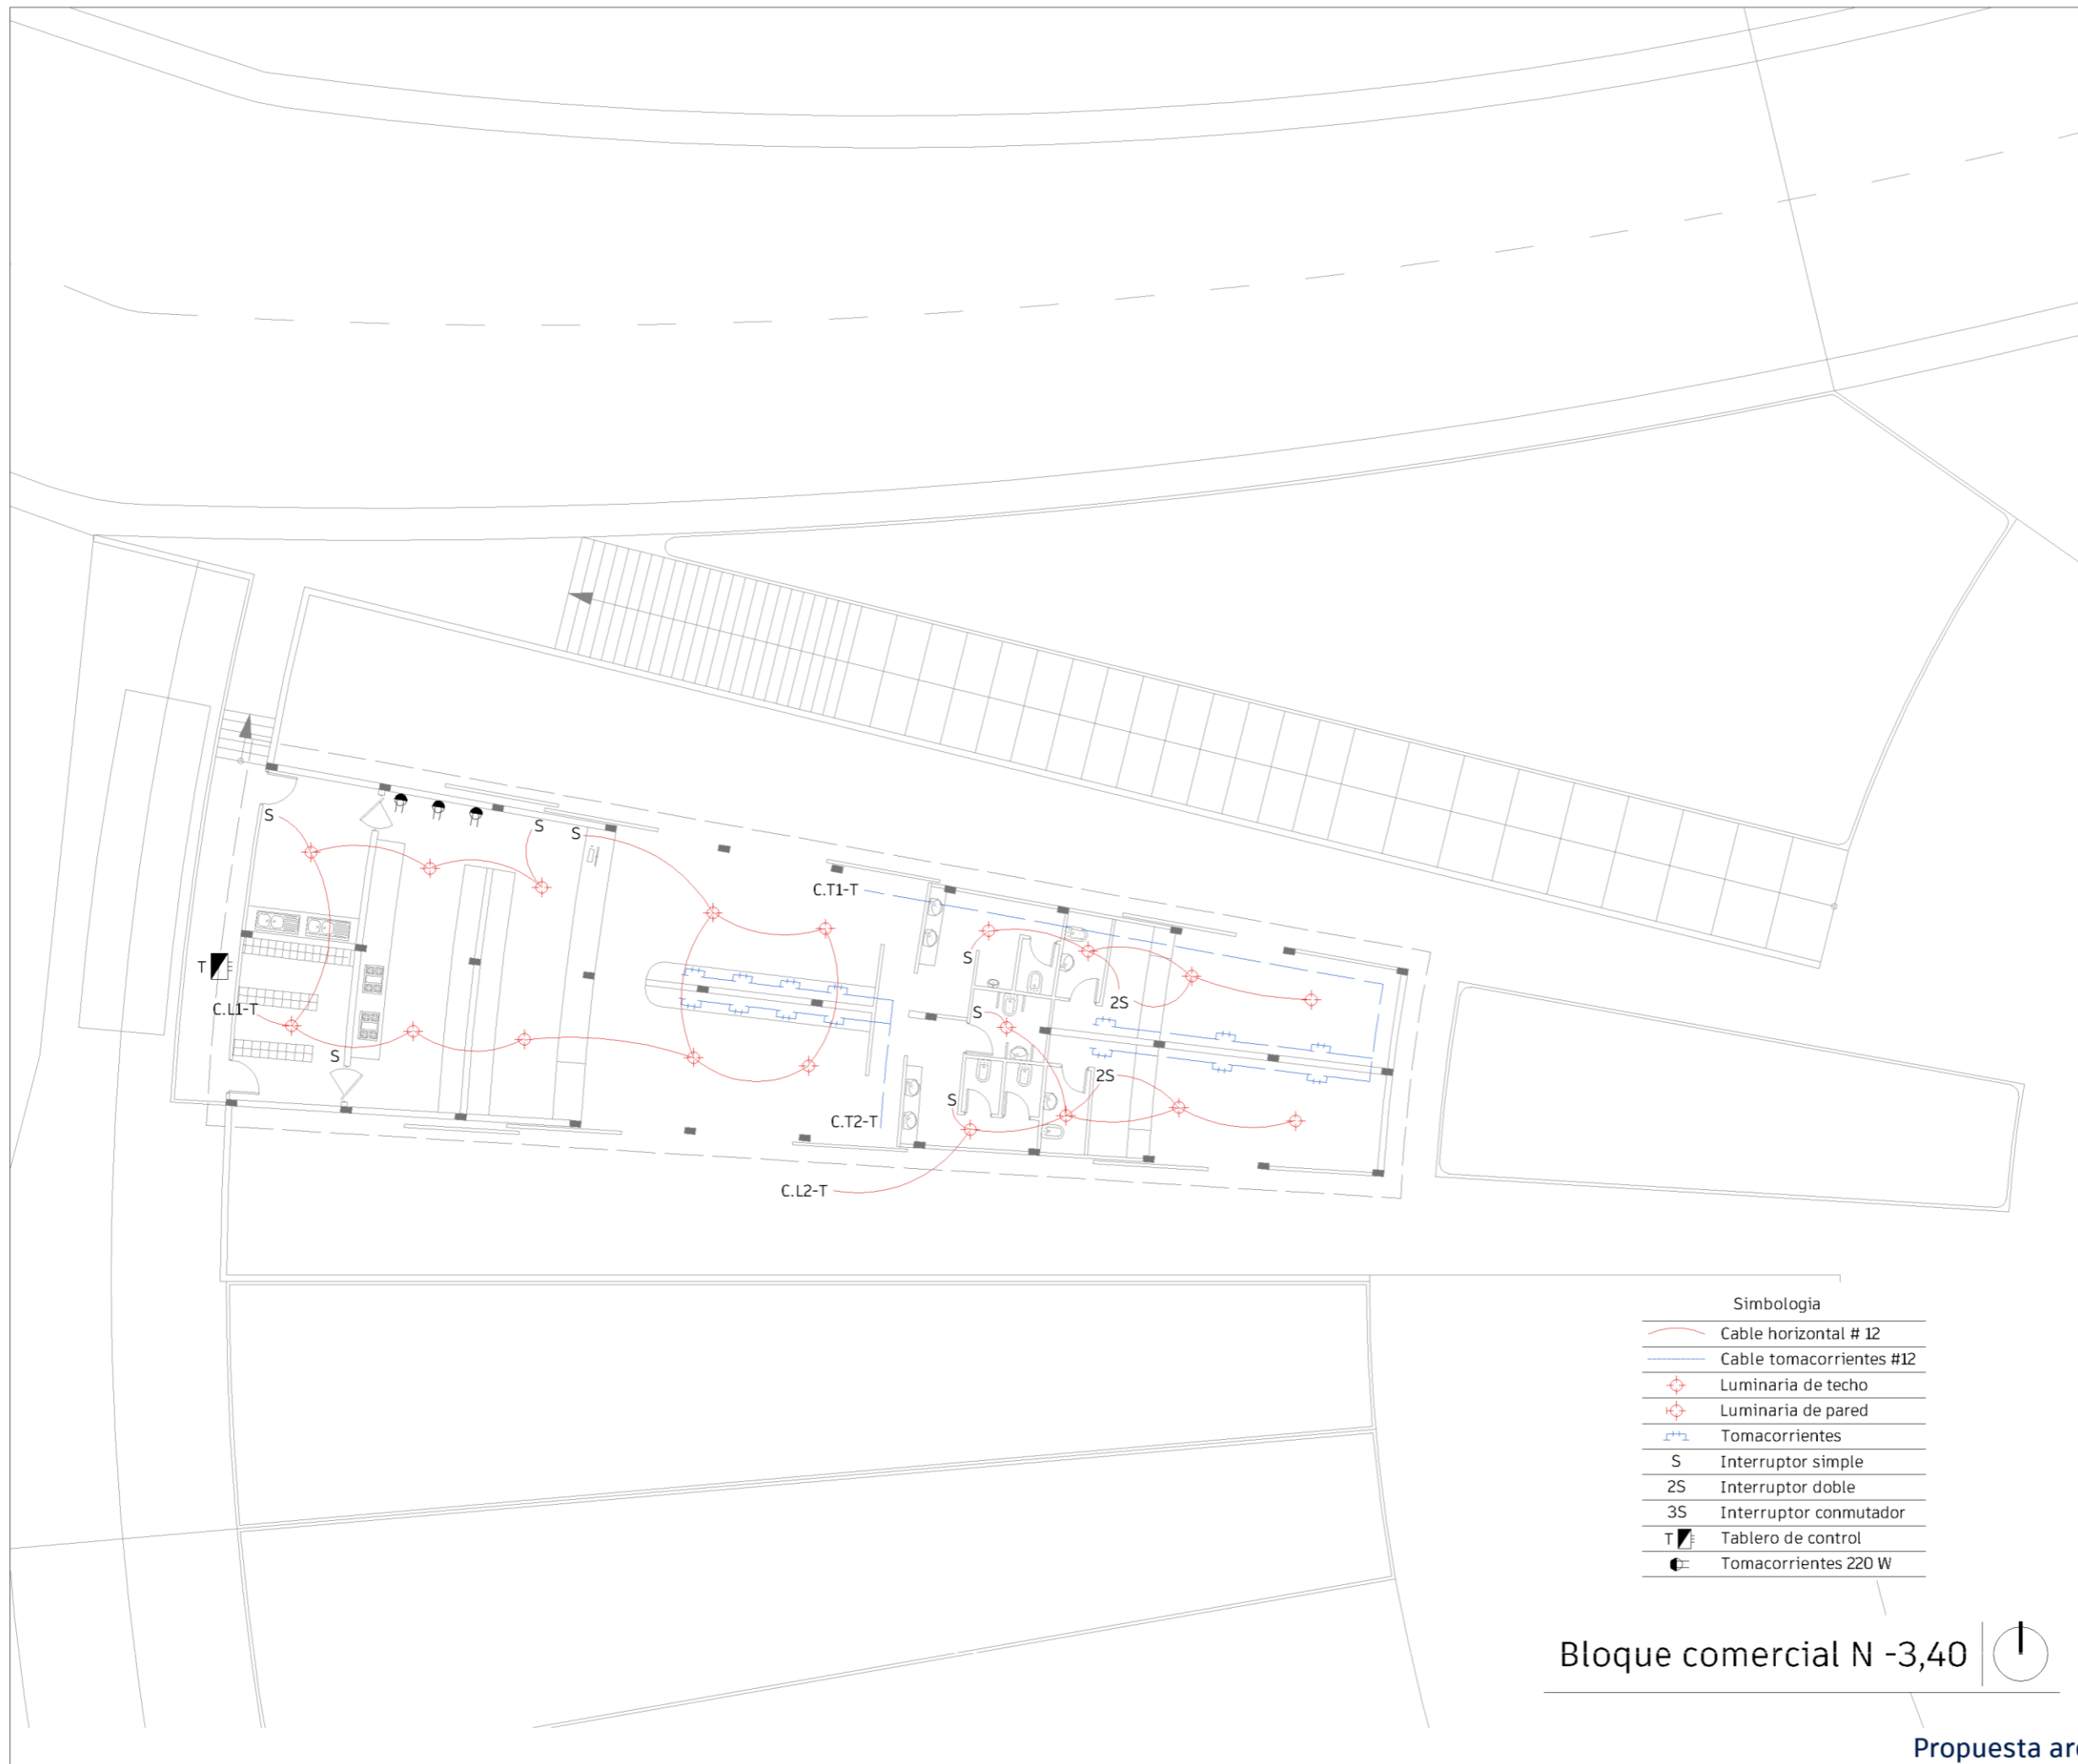 S
S
S
C.T1-T
S
T
2S
C.L1-T
S
S
2S
S
C.T2-T
C.L2-T
Simbologia
Cable horizontal # 12
Cable tomacorrientes #12
Luminaria de techo
Luminaria de pared
Tomacorrientes
S Interruptor simple
2S Interruptor doble
3S Interruptor conmutador
T Tablero de control
Tomacorrientes 220 W
Bloque comercial N -3,40
Propuesta